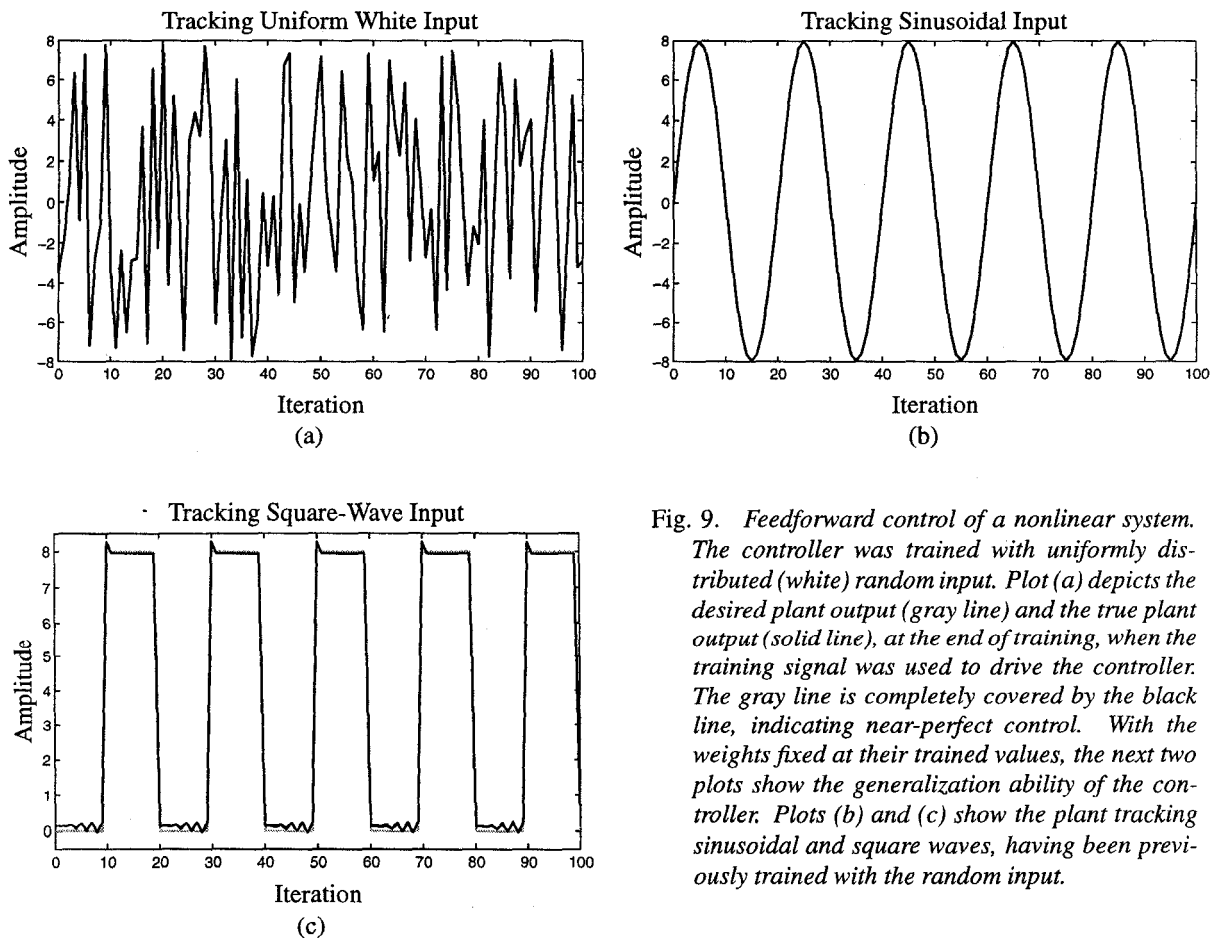 Tracking Uniform White Input
8
6
4
2
0
−2
−4
−6
−8
Amplitude
0 10 20 30 40 50 60 70 80 90 100
Iteration
(a)
Tracking Sinusoidal Input
8
6
4
2
0
−2
−4
−6
−8
Amplitude
0 10 20 30 40 50 60 70 80 90 100
Iteration
(b)
Tracking Square-Wave Input
8
7
6
5
4
3
2
1
0
Amplitude
0 10 20 30 40 50 60 70 80 90 100
Iteration
(c)
Fig. 9. Feedforward control of a nonlinear system.
The controller was trained with uniformly dis-
tributed (white) random input. Plot (a) depicts the
desired plant output (gray line) and the true plant
output (solid line), at the end of training, when the
training signal was used to drive the controller.
The gray line is completely covered by the black
line, indicating near-perfect control. With the
weights fixed at their trained values, the next two
plots show the generalization ability of the con-
troller. Plots (b) and (c) show the plant tracking
sinusoidal and square waves, having been previ-
ously trained with the random input.